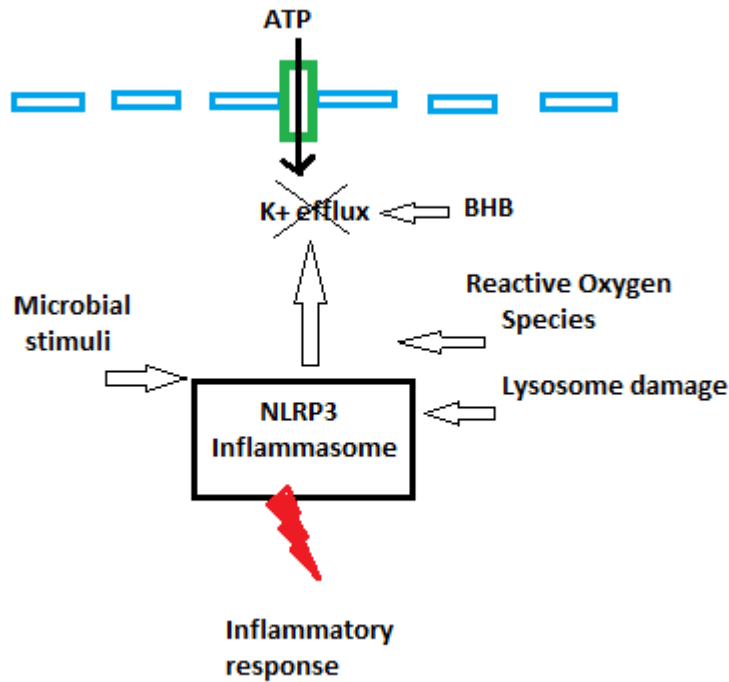 ATP
K+ efflux
BHB
Reactive Oxygen
Species
Microbial
stimuli
Lysosome damage
NLRP3
Inflammasome
Inflammatory
response